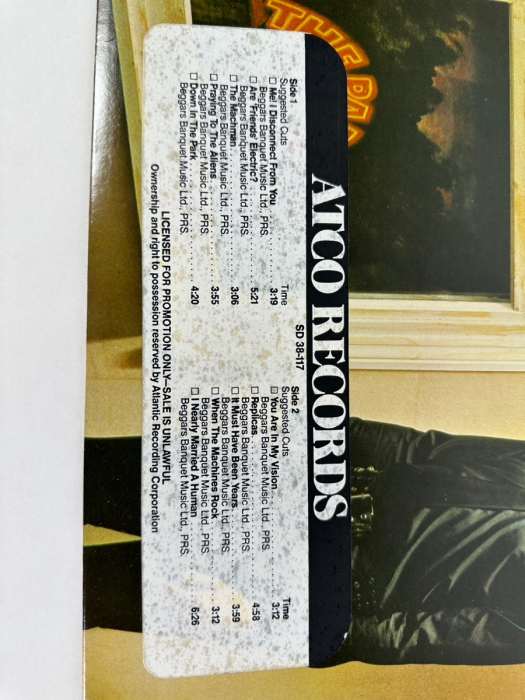 THE PA
ATCO RECORDS
SD 38-117
Side 1
Suggested Cuts Time
☐ Me! I Disconnect From You . . . . . . . . 3:19
Beggars Banquet Music Ltd., PRS.
☐ Are 'Friends' Electric? . . . . . . . . . . . . 5:21
Beggars Banquet Music Ltd., PRS.
☐ The Machman . . . . . . . . . . . . . . . . . . 3:06
Beggars Banquet Music Ltd., PRS.
☐ Praying To The Aliens . . . . . . . . . . . . 3:55
Beggars Banquet Music Ltd., PRS.
☐ Down In The Park . . . . . . . . . . . . . . . 4:20
Beggars Banquet Music Ltd., PRS.
Side 2
Suggested Cuts Time
☐ You Are In My Vision . . . . . . . . . . . . . 3:12
Beggars Banquet Music Ltd., PRS.
☐ Replicas . . . . . . . . . . . . . . . . . . . . . . 4:58
Beggars Banquet Music Ltd., PRS.
☐ It Must Have Been Years . . . . . . . . . . 3:59
Beggars Banquet Music Ltd., PRS.
☐ When The Machines Rock . . . . . . . . . 3:12
Beggars Banquet Music Ltd., PRS.
☐ I Nearly Married A Human . . . . . . . . . 6:26
Beggars Banquet Music Ltd., PRS.
LICENSED FOR PROMOTION ONLY—SALE IS UNLAWFUL
Ownership and right to possession reserved by Atlantic Recording Corporation